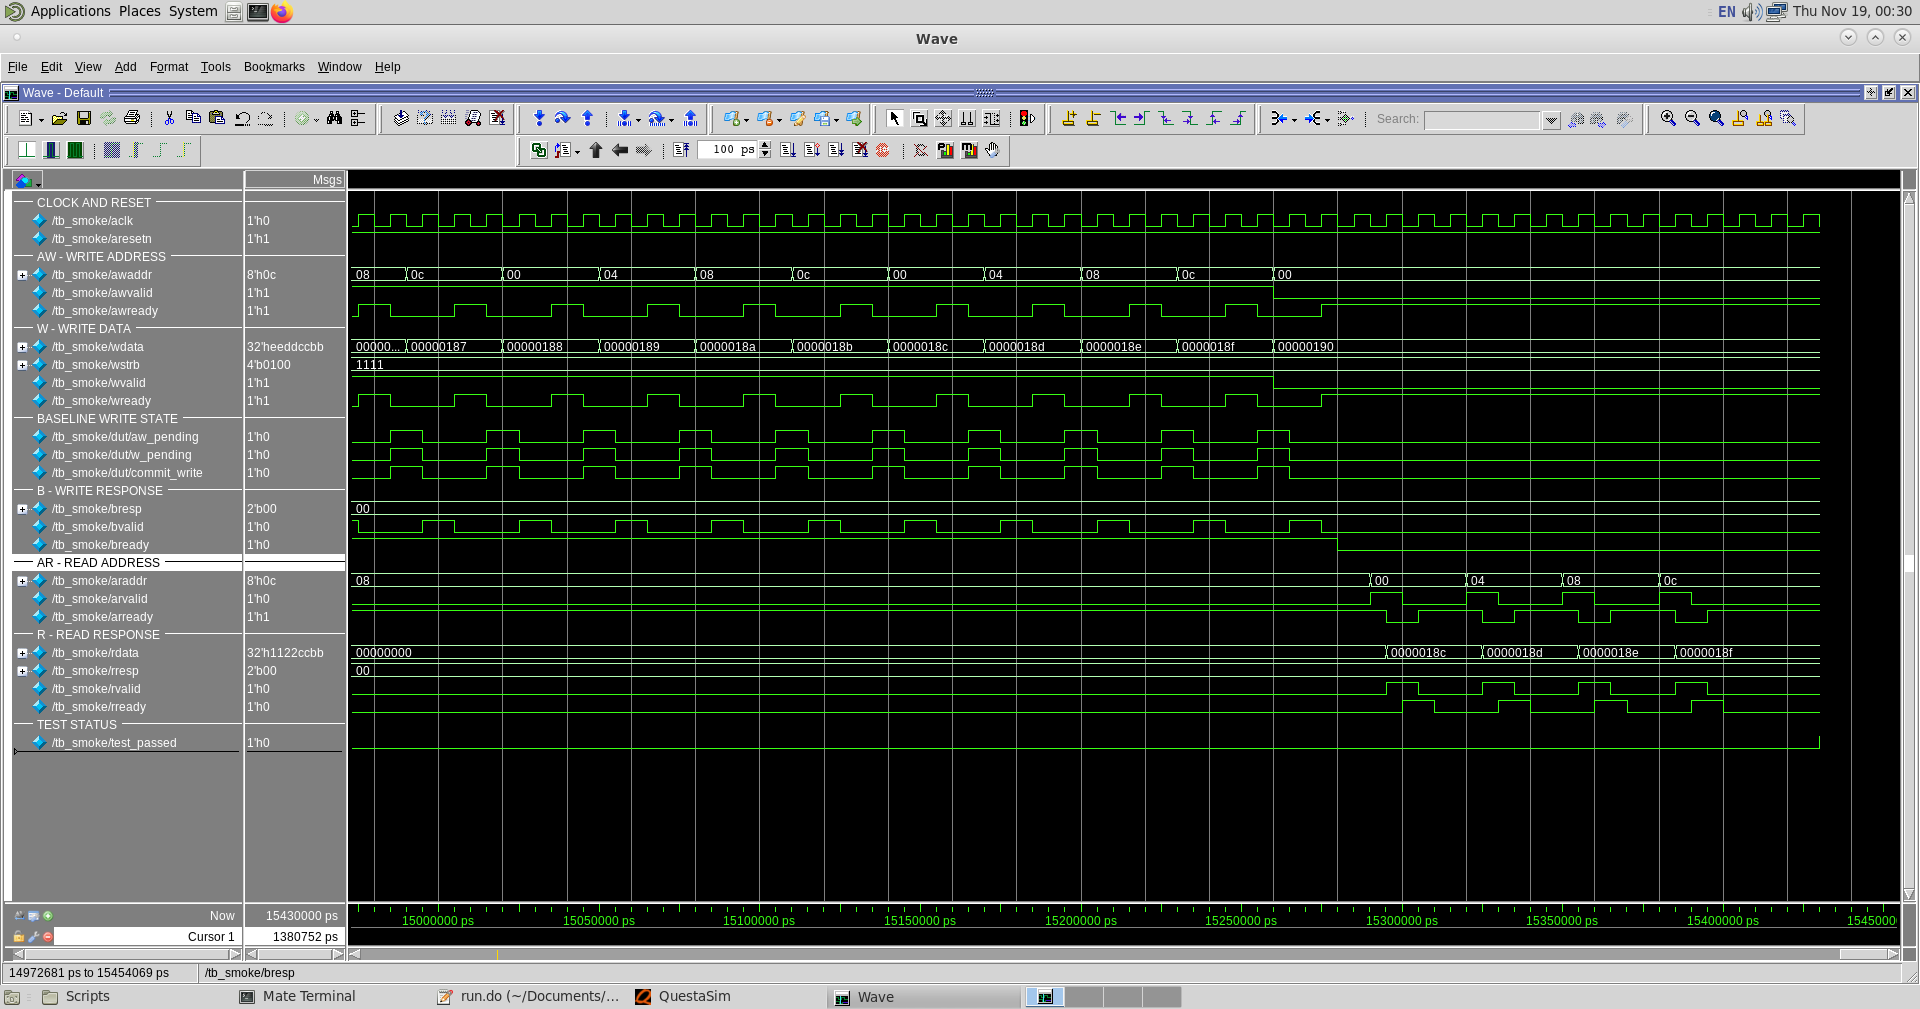 Applications Places System EN Thu Nov 19, 00:30
Wave
File Edit View Add Format Tools Bookmarks Window Help
Wave - Default
Search:
100 ps
Msgs
CLOCK AND RESET
/tb_smoke/aclk 1'h0
/tb_smoke/aresetn 1'h1
AW - WRITE ADDRESS
/tb_smoke/awaddr 8'h0c 08 0c 00 04 08 0c 00 04 08 0c 00
/tb_smoke/awvalid 1'h1
/tb_smoke/awready 1'h1
W - WRITE DATA
/tb_smoke/wdata 32'heeddccbb 00000... 00000187 00000188 00000189 0000018a 0000018b 0000018c 0000018d 0000018e 0000018f 00000190
/tb_smoke/wstrb 4'b0100 1111
/tb_smoke/wvalid 1'h1
/tb_smoke/wready 1'h1
BASELINE WRITE STATE
/tb_smoke/dut/aw_pending 1'h0
/tb_smoke/dut/w_pending 1'h0
/tb_smoke/dut/commit_write 1'h0
B - WRITE RESPONSE
/tb_smoke/bresp 2'b00 00
/tb_smoke/bvalid 1'h0
/tb_smoke/bready 1'h0
AR - READ ADDRESS
/tb_smoke/araddr 8'h0c 08 00 04 08 0c
/tb_smoke/arvalid 1'h0
/tb_smoke/arready 1'h1
R - READ RESPONSE
/tb_smoke/rdata 32'h1122ccbb 00000000 0000018c 0000018d 0000018e 0000018f
/tb_smoke/rresp 2'b00 00
/tb_smoke/rvalid 1'h0
/tb_smoke/rready 1'h0
TEST STATUS
/tb_smoke/test_passed 1'h0
Now 15430000 ps 15000000 ps 15050000 ps 15100000 ps 15150000 ps 15200000 ps 15250000 ps 15300000 ps 15350000 ps 15400000 ps 1545000
Cursor 1 1380752 ps
14972681 ps to 15454069 ps /tb_smoke/bresp
Scripts Mate Terminal run.do (~/Documents/... QuestaSim Wave